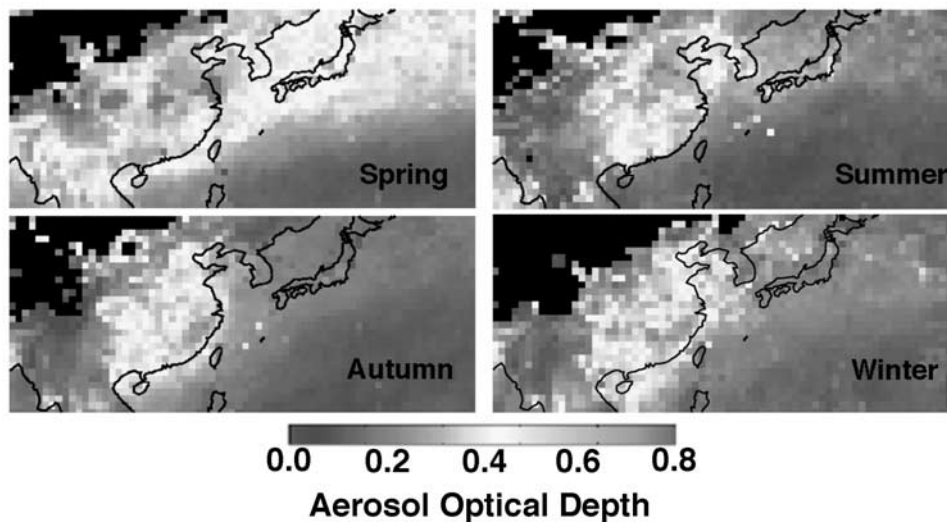 Spring
Summer
Autumn
Winter
0.0 0.2 0.4 0.6 0.8
Aerosol Optical Depth